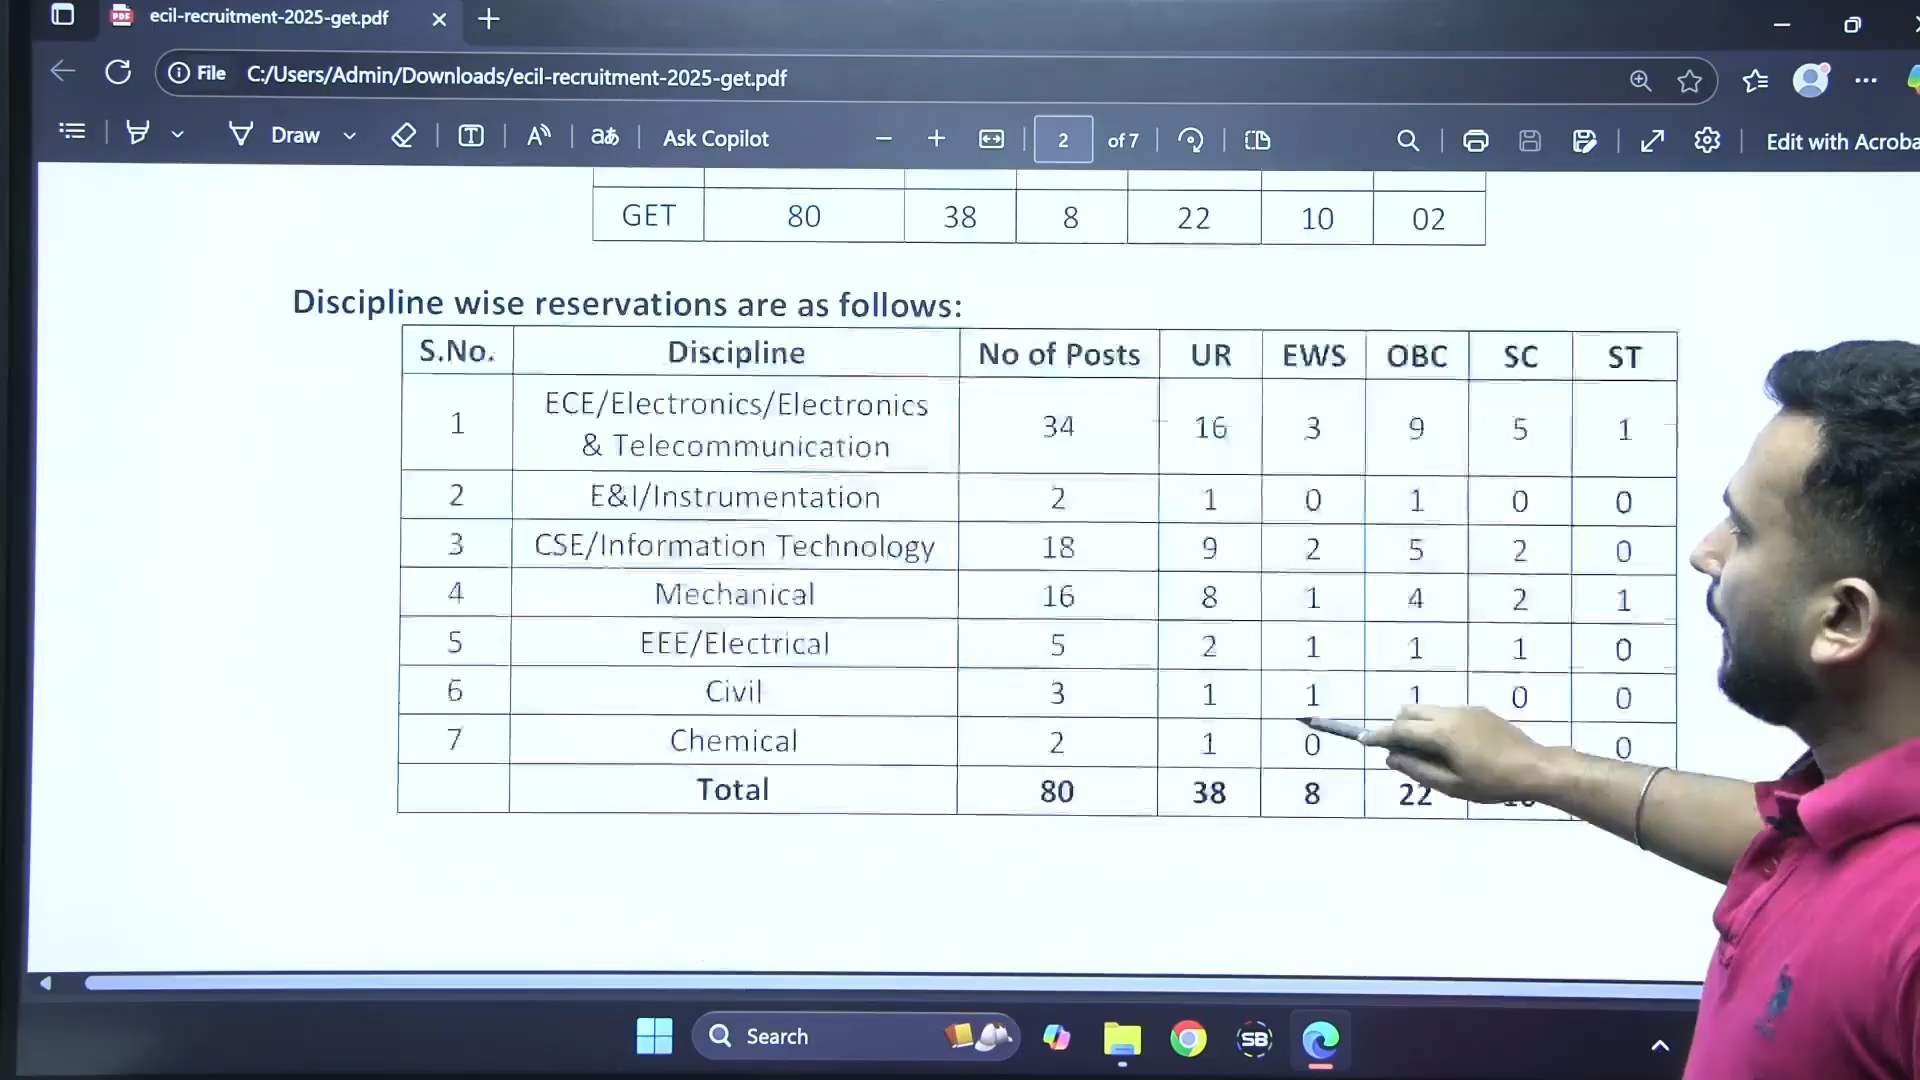 ecil-recruitment-2025-get.pdf
File C:/Users/Admin/Downloads/ecil-recruitment-2025-get.pdf
Draw A aあ Ask Copilot 2 of 7 Edit with Acroba
GET 80 38 8 22 10 02
Discipline wise reservations are as follows:
S.No. Discipline No of Posts UR EWS OBC SC ST
1 ECE/Electronics/Electronics & Telecommunication 34 16 3 9 5 1
2 E&I/Instrumentation 2 1 0 1 0 0
3 CSE/Information Technology 18 9 2 5 2 0
4 Mechanical 16 8 1 4 2 1
5 EEE/Electrical 5 2 1 1 1 0
6 Civil 3 1 1 1 0 0
7 Chemical 2 1 0 0
Total 80 38 8 22
Search
SB